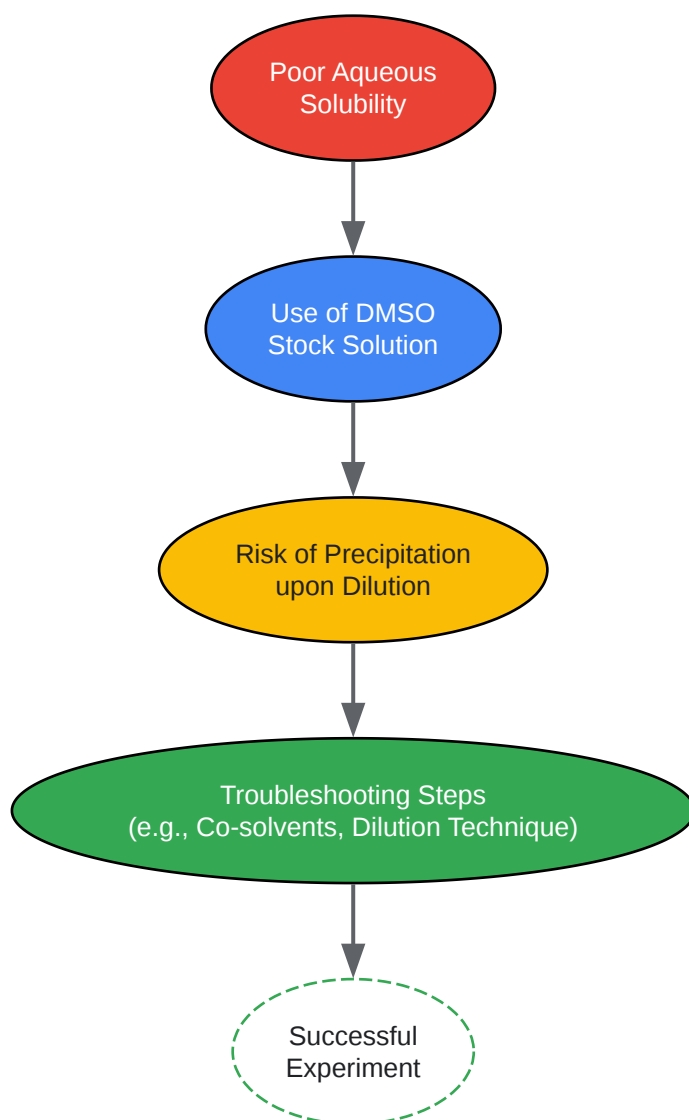 Poor Aqueous
Solubility
Use of DMSO
Stock Solution
Risk of Precipitation
upon Dilution
Troubleshooting Steps
(e.g., Co-solvents, Dilution Technique)
Successful
Experiment